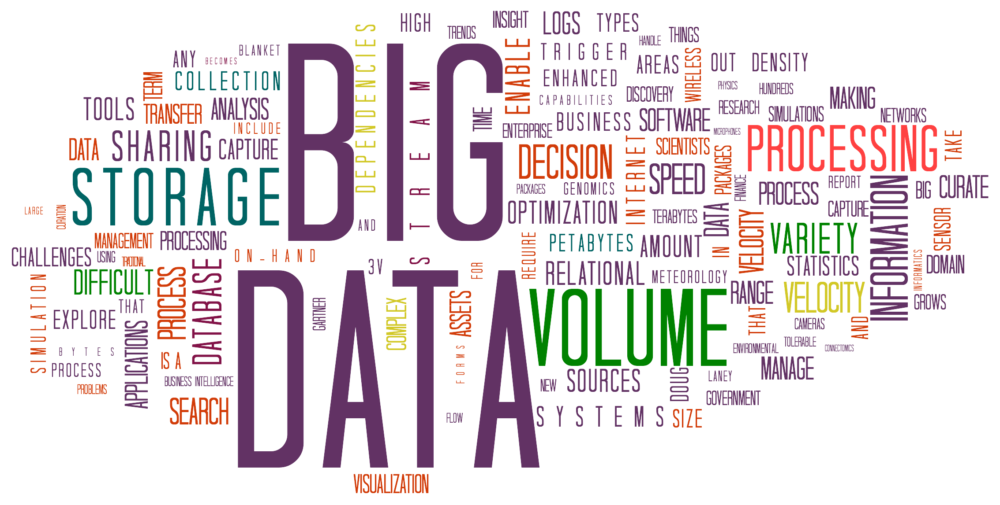 HIGH
TRENDS
INSIGHT
LOGS
TYPES
HANDLE
THINGS
BLANKET
ANY
BECOMES
COLLECTION
TERM
TOOLS
TRANSFER
ANALYSIS
INCLUDE
DATA
SHARING
CAPTURE
STORAGE
BIG
DEPENDENCIES
STREAM
TIME
AND
ENABLE
TRIGGER
ENHANCED
CAPABILITIES
AREAS
WIRELESS
OUT
DENSITY
DISCOVERY
PHYSICS
HUNDREDS
MAKING
RESEARCH
SIMULATIONS
NETWORKS
ENTERPRISE
BUSINESS
SOFTWARE
MICROPHONES
PROCESSING
TAKE
DECISION
INTERNET
SCIENTISTS
PACKAGES
SPEED
FINANCE
PACKAGES
GENOMICS
PROCESS
REPORT
INFORMATION
BIG
CURATE
OPTIMIZATION
TERABYTES
DATA
CAPTURE
VELOCITY
SENSOR
LARGE
CURATION
MANAGEMENT
PROCESSING
CHALLENGES
USING
TRADITIONAL
ON-HAND
3V
FOR
REQUIRE
PETABYTES
AMOUNT
IN
VARIETY
STATISTICS
INFORMATICS
DOMAIN
DIFFICULT
PROCESS
DATABASE
SIMULATION
THAT
EXPLORE
APPLICATIONS
BYTES
PROCESS
PROBLEMS
IS A
BUSINESS INTELLIGENCE
SEARCH
DATA
GARTNER
COMPLEX
ASSETS
FORMS
FLOW
RELATIONAL
METEOROLOGY
VOLUME
RANGE
VELOCITY
GROWS
THAT
CAMERAS
AND
TOLERABLE
ENVIRONMENTAL
CONNECTOMICS
MANAGE
NEW
SOURCES
DOUG
LANEY
GOVERNMENT
SYSTEMS
SIZE
VISUALIZATION